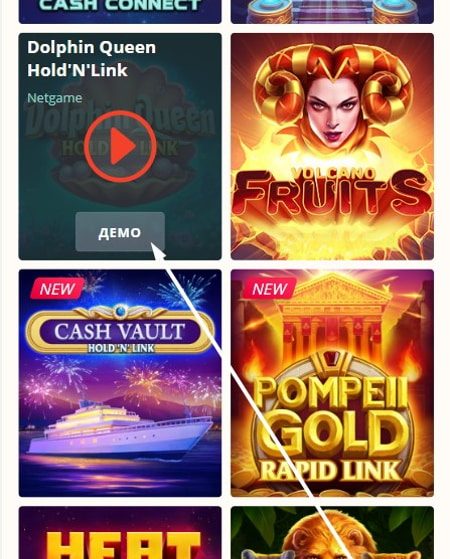 CASH CONNECT
Dolphin Queen
Hold'N'Link
Netgame
Dolphin Queen
HOLD 'N' LINK
ДЕМО
VOLCANO
FRUITS
NEW
CASH VAULT
HOLD 'N' LINK
NEW
POMPEII
GOLD
RAPID LINK
HEAT